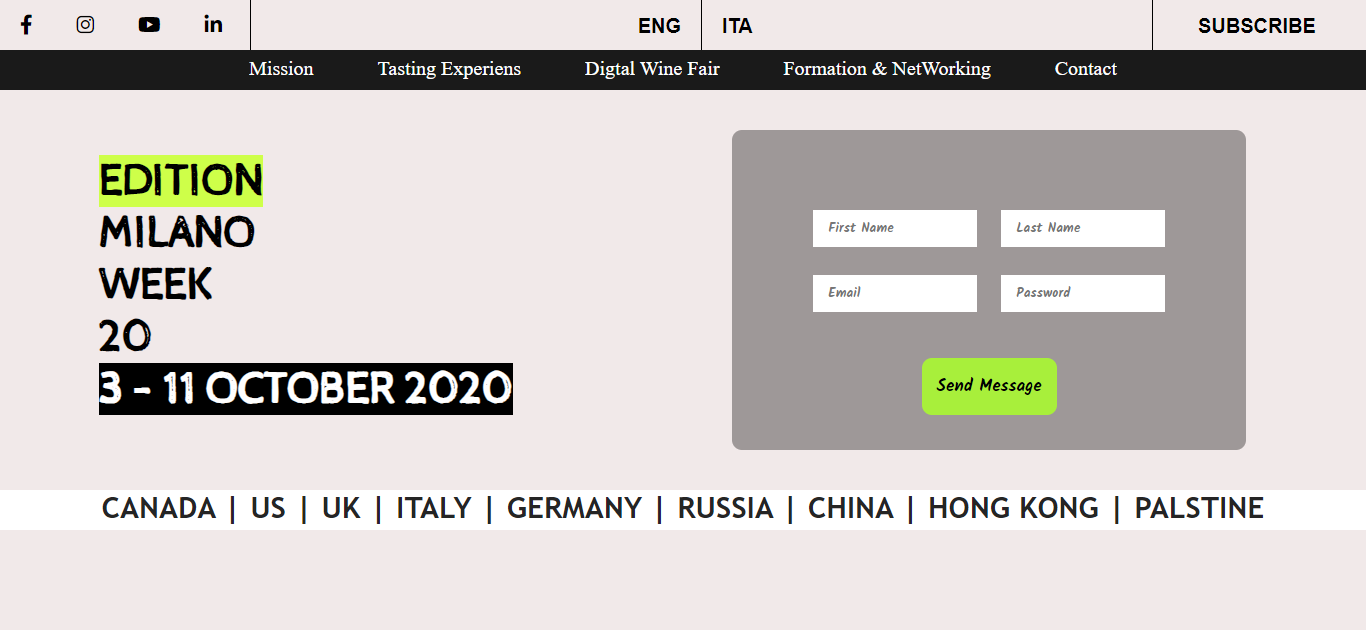 ENG ITA SUBSCRIBE
Mission Tasting Experiens Digtal Wine Fair Formation & NetWorking Contact
EDITION
MILANO
WEEK
20
3 - 11 OCTOBER 2020
First Name Last Name
Email Password
Send Message
CANADA | US | UK | ITALY | GERMANY | RUSSIA | CHINA | HONG KONG | PALSTINE